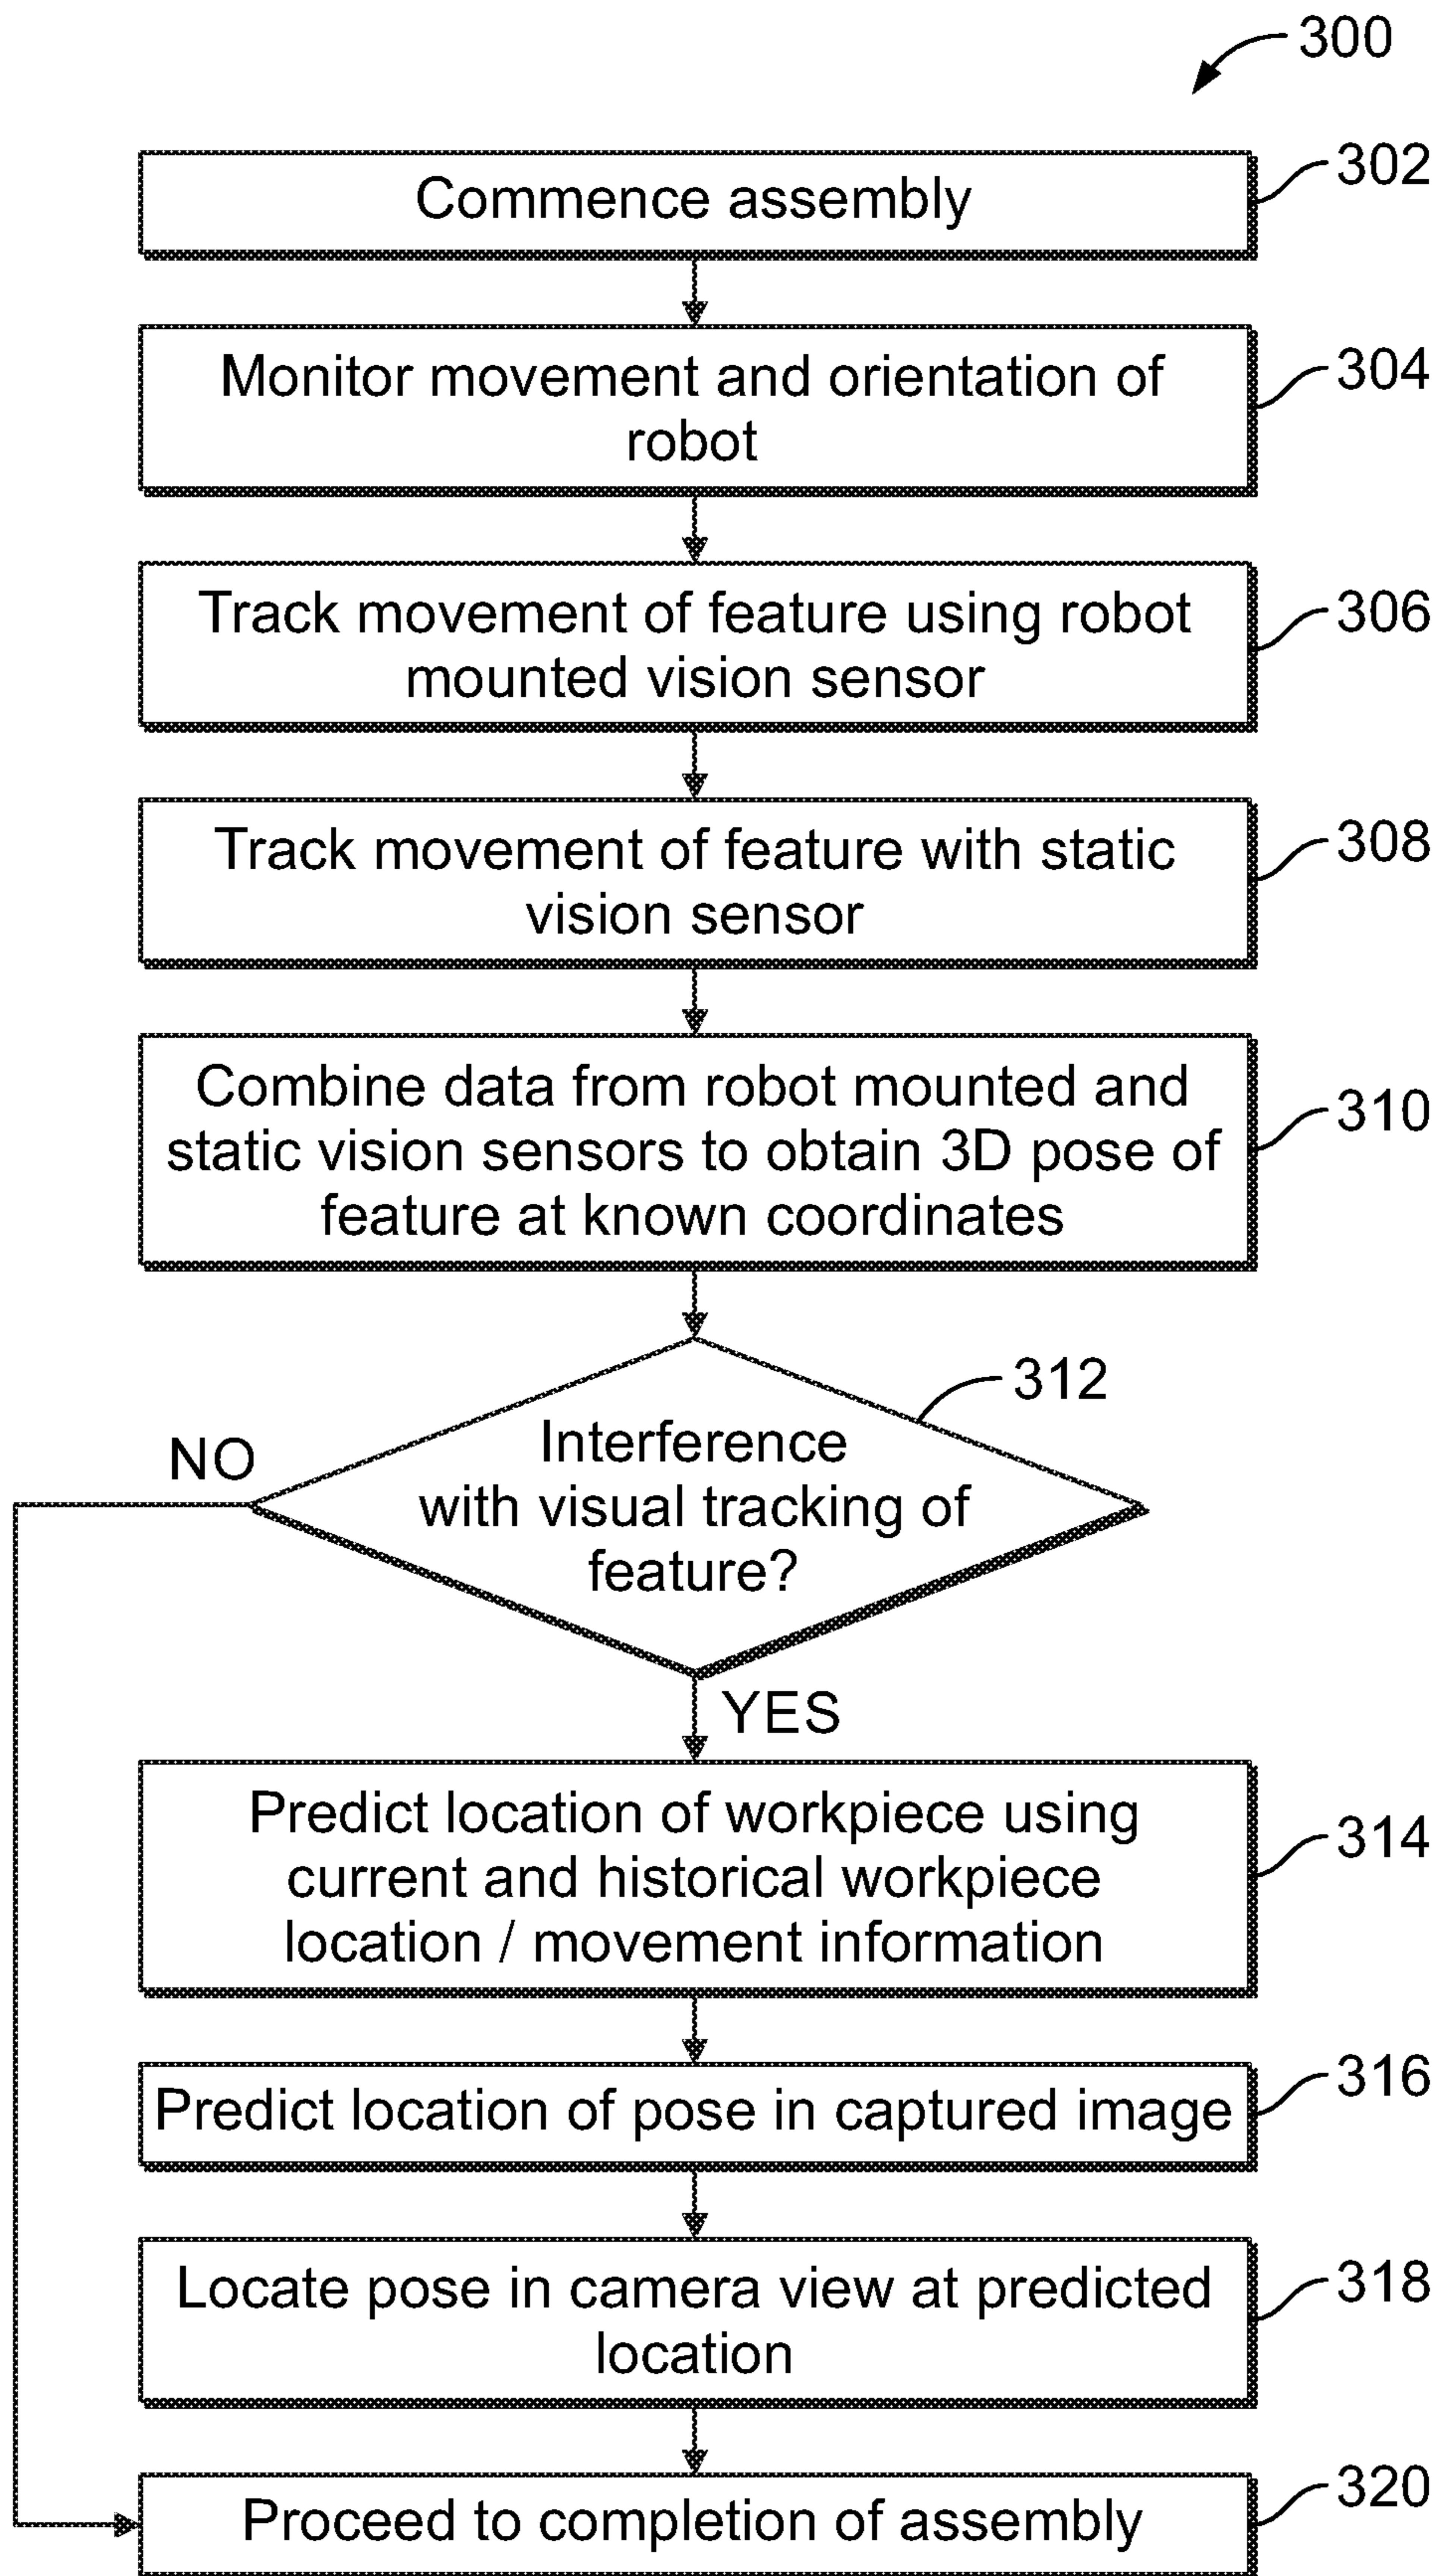 300
Commence assembly
302
Monitor movement and orientation of
robot
304
Track movement of feature using robot
mounted vision sensor
306
Track movement of feature with static
vision sensor
308
Combine data from robot mounted and
static vision sensors to obtain 3D pose of
feature at known coordinates
310
312
Interference
with visual tracking of
feature?
NO
YES
Predict location of workpiece using
current and historical workpiece
location / movement information
314
Predict location of pose in captured image
316
Locate pose in camera view at predicted
location
318
Proceed to completion of assembly
320